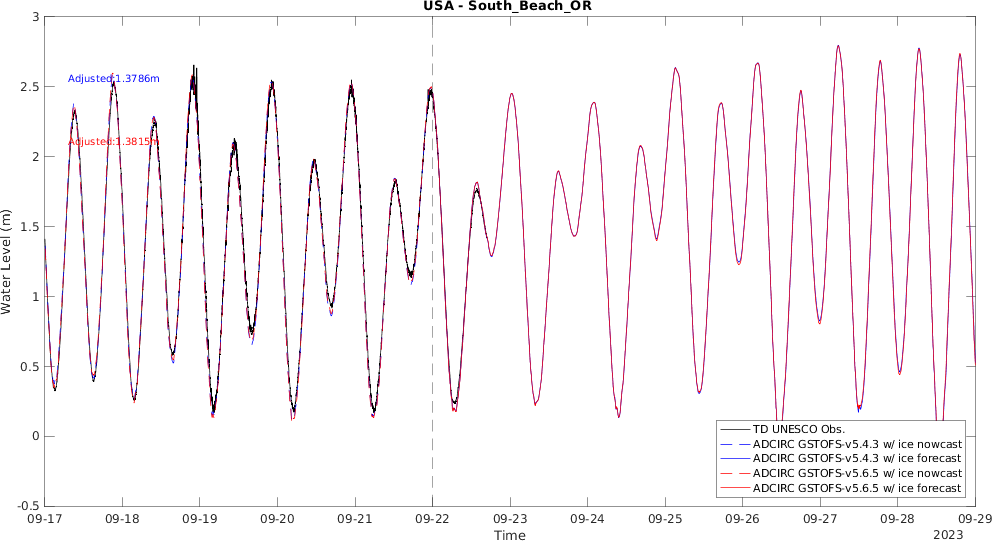 USA - South_Beach_OR
3
2.5
2
1.5
1
0.5
0
-0.5
Water Level (m)
Adjusted:1.3786m
Adjusted:1.3815m
TD UNESCO Obs.
ADCIRC GSTOFS-v5.4.3 w/ ice nowcast
ADCIRC GSTOFS-v5.4.3 w/ ice forecast
ADCIRC GSTOFS-v5.6.5 w/ ice nowcast
ADCIRC GSTOFS-v5.6.5 w/ ice forecast
09-17 09-18 09-19 09-20 09-21 09-22 09-23 09-24 09-25 09-26 09-27 09-28 09-29
Time
2023